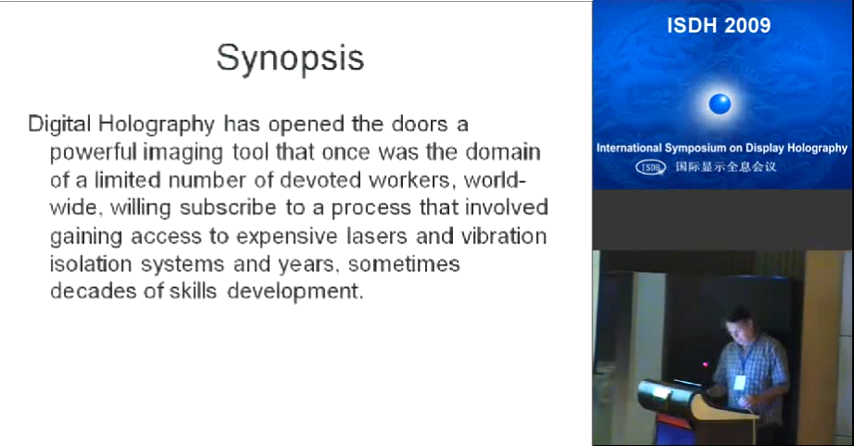 Synopsis
Digital Holography has opened the doors a
powerful imaging tool that once was the domain
of a limited number of devoted workers, world-
wide, willing subscribe to a process that involved
gaining access to expensive lasers and vibration
isolation systems and years, sometimes
decades of skills development.
ISDH 2009
International Symposium on Display Holography
ISDH 国际显示全息会议